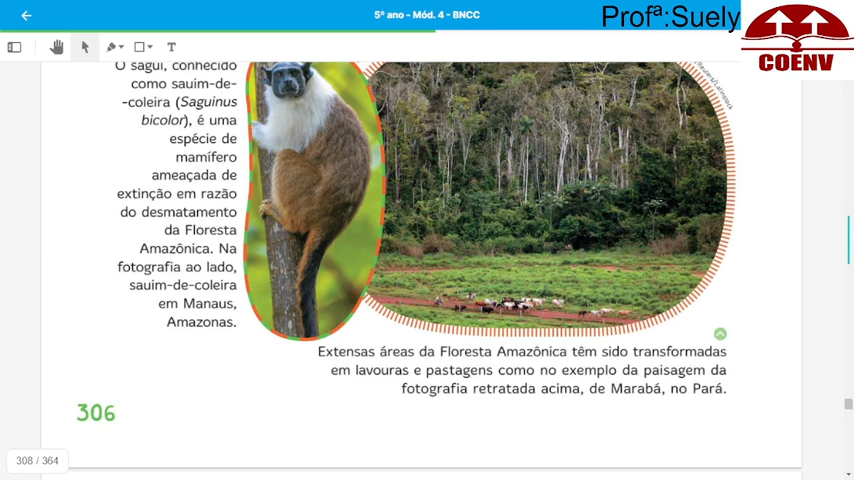 5º ano - Mód. 4 - BNCC
Profª:Suely
COENV
T
O sagui, conhecido
como sauim-de-
-coleira (Saguinus
bicolor), é uma
espécie de
mamífero
ameaçada de
extinção em razão
do desmatamento
da Floresta
Amazônica. Na
fotografia ao lado,
sauim-de-coleira
em Manaus,
Amazonas.
/Reuters/Latinstock
Extensas áreas da Floresta Amazônica têm sido transformadas
em lavouras e pastagens como no exemplo da paisagem da
fotografia retratada acima, de Marabá, no Pará.
306
308 / 364